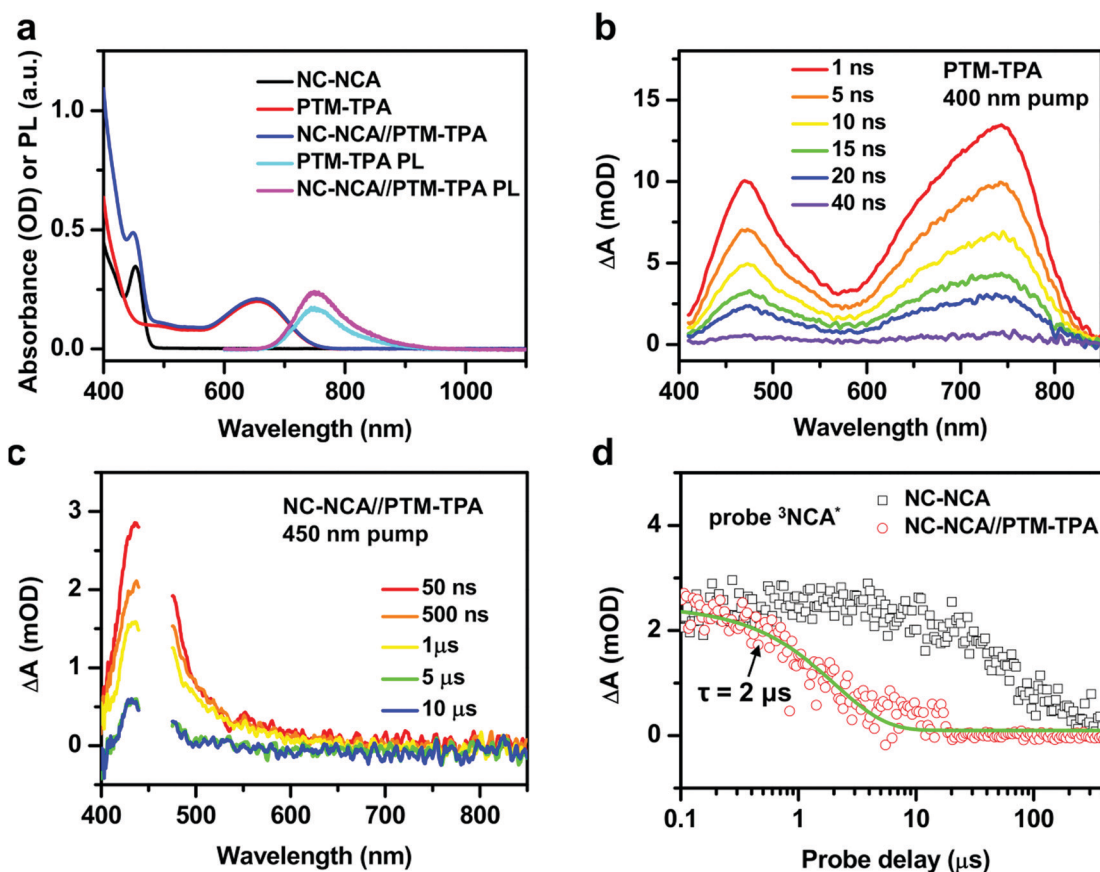 a
Absorbance (OD) or PL (a.u.)
1.0
0.5
0.0
NC-NCA
PTM-TPA
NC-NCA//PTM-TPA
PTM-TPA PL
NC-NCA//PTM-TPA PL
400 600 800 1000
Wavelength (nm)
b
ΔA (mOD)
15
10
5
0
1 ns
5 ns
10 ns
15 ns
20 ns
40 ns
PTM-TPA
400 nm pump
400 500 600 700 800
Wavelength (nm)
c
ΔA (mOD)
3
2
1
0
NC-NCA//PTM-TPA
450 nm pump
50 ns
500 ns
1μs
5 μs
10 μs
400 500 600 700 800
Wavelength (nm)
d
ΔA (mOD)
4
2
0
probe ³NCA*
NC-NCA
NC-NCA//PTM-TPA
τ = 2 μs
0.1 1 10 100
Probe delay (μs)